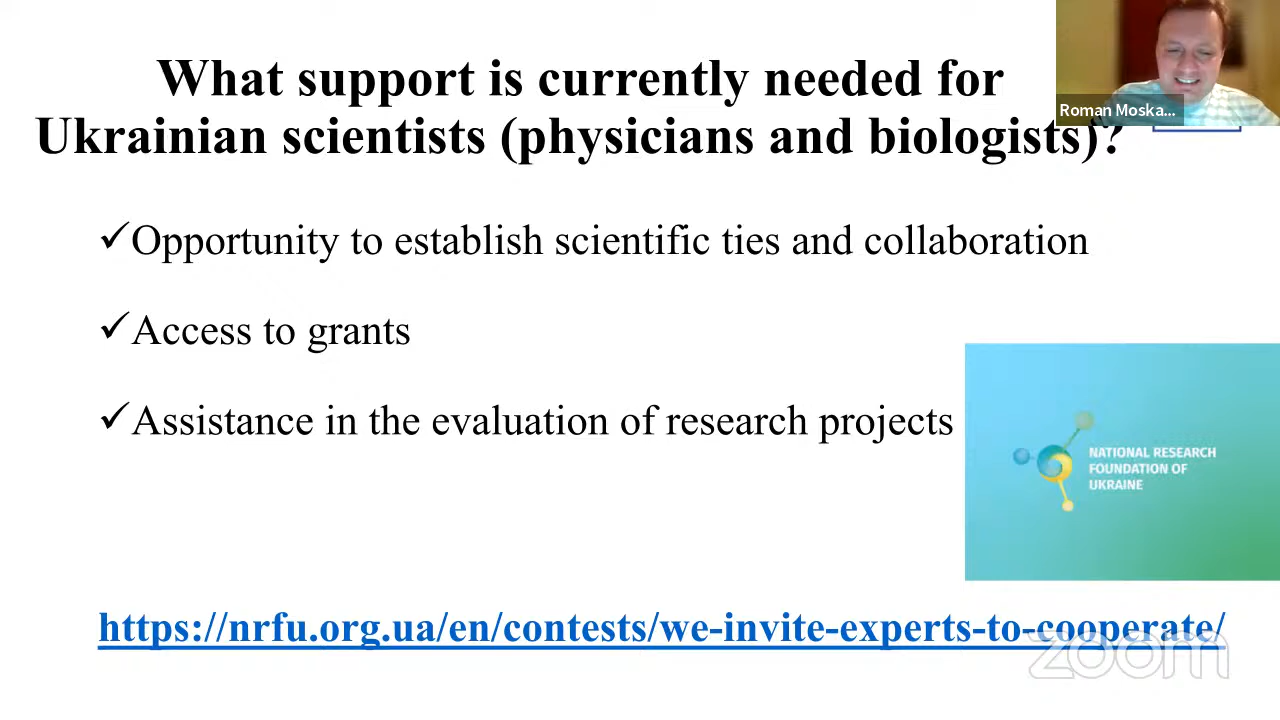 What support is currently needed for
Ukrainian scientists (physicians and biologists)?
Roman Moska...
✓Opportunity to establish scientific ties and collaboration
✓Access to grants
✓Assistance in the evaluation of research projects
NATIONAL RESEARCH
FOUNDATION OF
UKRAINE
https://nrfu.org.ua/en/contests/we-invite-experts-to-cooperate/
zoom